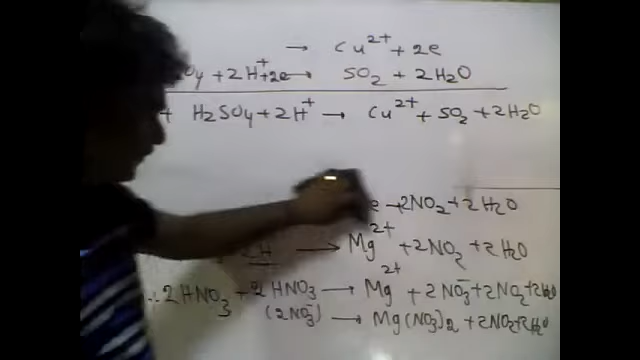 → Cu²⁺ + 2e
+ 2H⁺ + 2e → SO₂ + 2H₂O
+ H₂SO₄ + 2H⁺ → Cu²⁺ + SO₂ + 2H₂O
2NO₂ + 2H₂O
→ Mg²⁺ + 2NO₂ + 2H₂O
∴ 2HNO₃ + 2HNO₃ → Mg²⁺ + 2NO₃⁻ + 2NO₂ + 2H₂O
(2NO₃⁻) → Mg(NO₃)₂ + 2NO₂ + 2H₂O